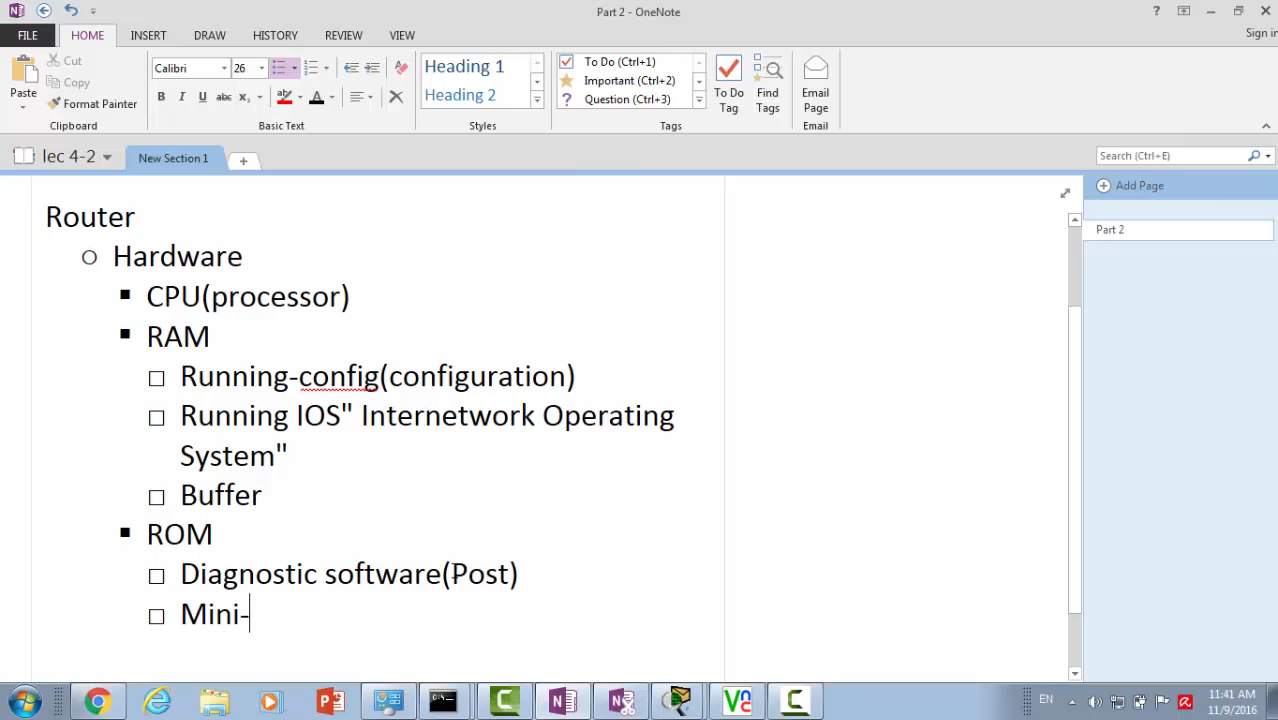 Part 2 - OneNote
?
FILE HOME INSERT DRAW HISTORY REVIEW VIEW
Sign in
Paste
Cut
Copy
Format Painter
Clipboard
Calibri 26
B I U abc x₂ A
Basic Text
Heading 1
Heading 2
Styles
To Do (Ctrl+1)
Important (Ctrl+2)
? Question (Ctrl+3)
Tags
To Do
Tag
Find
Tags
Email
Page
Email
lec 4-2 New Section 1
Search (Ctrl+E)
Add Page
Part 2
Router
Hardware
CPU(processor)
RAM
Running-config(configuration)
Running IOS" Internetwork Operating
System"
Buffer
ROM
Diagnostic software(Post)
Mini-
EN
11:41 AM
11/9/2016